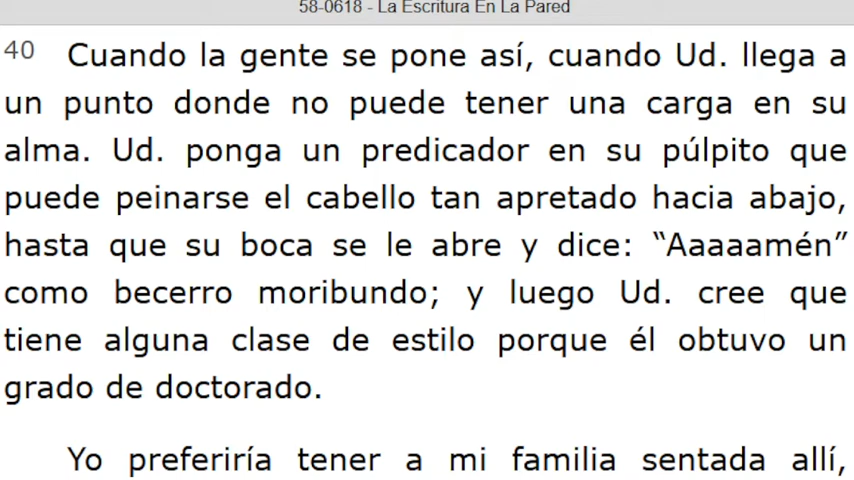 58-0618 - La Escritura En La Pared
40 Cuando la gente se pone así, cuando Ud. llega a
un punto donde no puede tener una carga en su
alma. Ud. ponga un predicador en su púlpito que
puede peinarse el cabello tan apretado hacia abajo,
hasta que su boca se le abre y dice: “Aaaaamén”
como becerro moribundo; y luego Ud. cree que
tiene alguna clase de estilo porque él obtuvo un
grado de doctorado.
Yo preferiría tener a mi familia sentada allí,